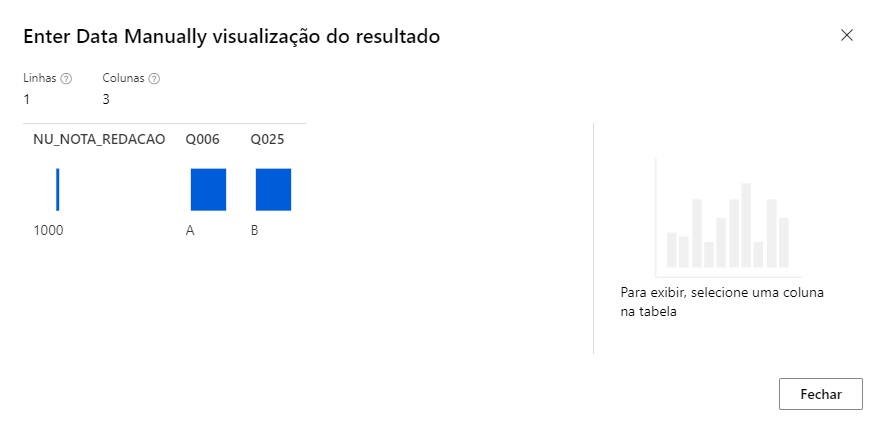 Enter Data Manually visualização do resultado
Linhas Colunas
1 3
NU_NOTA_REDACAO Q006 Q025
1000 A B
Para exibir, selecione uma coluna
na tabela
Fechar